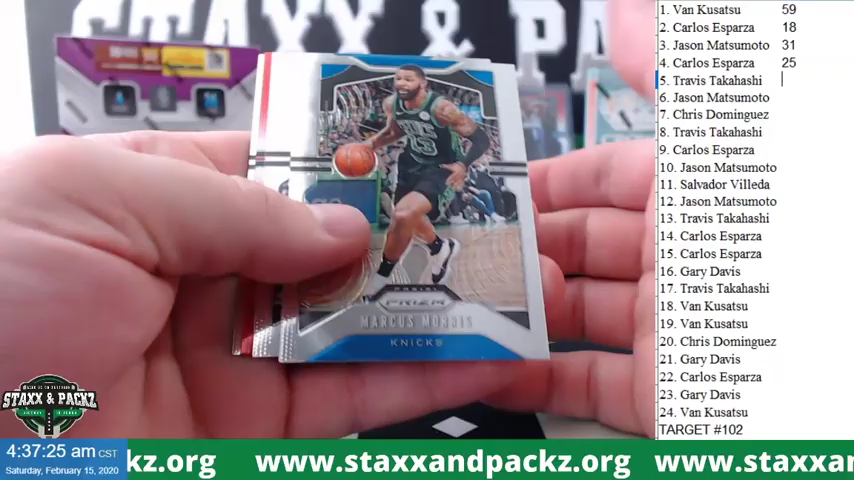 STAXX & PACKZ
CELTICS
13
PANINI
PRIZM
MARCUS MORRIS
KNICKS
1. Van Kusatsu 59
2. Carlos Esparza 18
3. Jason Matsumoto 31
4. Carlos Esparza 25
5. Travis Takahashi
6. Jason Matsumoto
7. Chris Dominguez
8. Travis Takahashi
9. Carlos Esparza
10. Jason Matsumoto
11. Salvador Villeda
12. Jason Matsumoto
13. Travis Takahashi
14. Carlos Esparza
15. Carlos Esparza
16. Gary Davis
17. Travis Takahashi
18. Van Kusatsu
19. Van Kusatsu
20. Chris Dominguez
21. Gary Davis
22. Carlos Esparza
23. Gary Davis
24. Van Kusatsu
TARGET #102
STAXX & PACKZ
4:37:25 am CST
Saturday, February 15, 2020
kz.org www.staxxandpackz.org www.staxxa